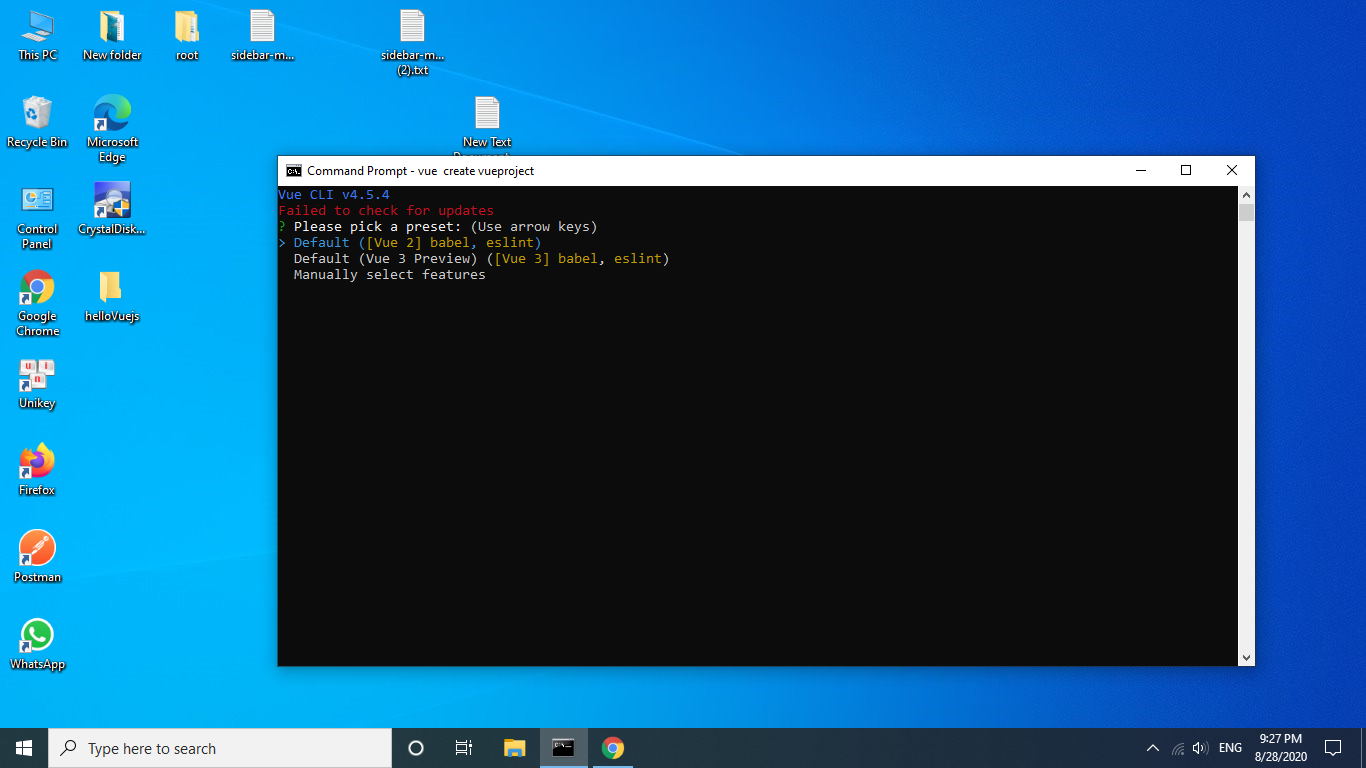 This PC
New folder
root
sidebar-m...
sidebar-m...
(2).txt
Recycle Bin
Microsoft
Edge
New Text
Control
Panel
CrystalDisk...
Google
Chrome
helloVuejs
Unikey
Firefox
Postman
WhatsApp
Command Prompt - vue  create vueproject
Vue CLI v4.5.4
Failed to check for updates
? Please pick a preset: (Use arrow keys)
> Default ([Vue 2] babel, eslint)
  Default (Vue 3 Preview) ([Vue 3] babel, eslint)
  Manually select features
Type here to search
ENG
9:27 PM
8/28/2020